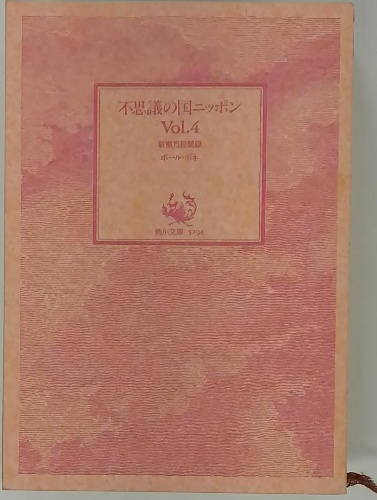 不思議の国ニッポン
Vol.4
ポール・ボネ
角川文庫